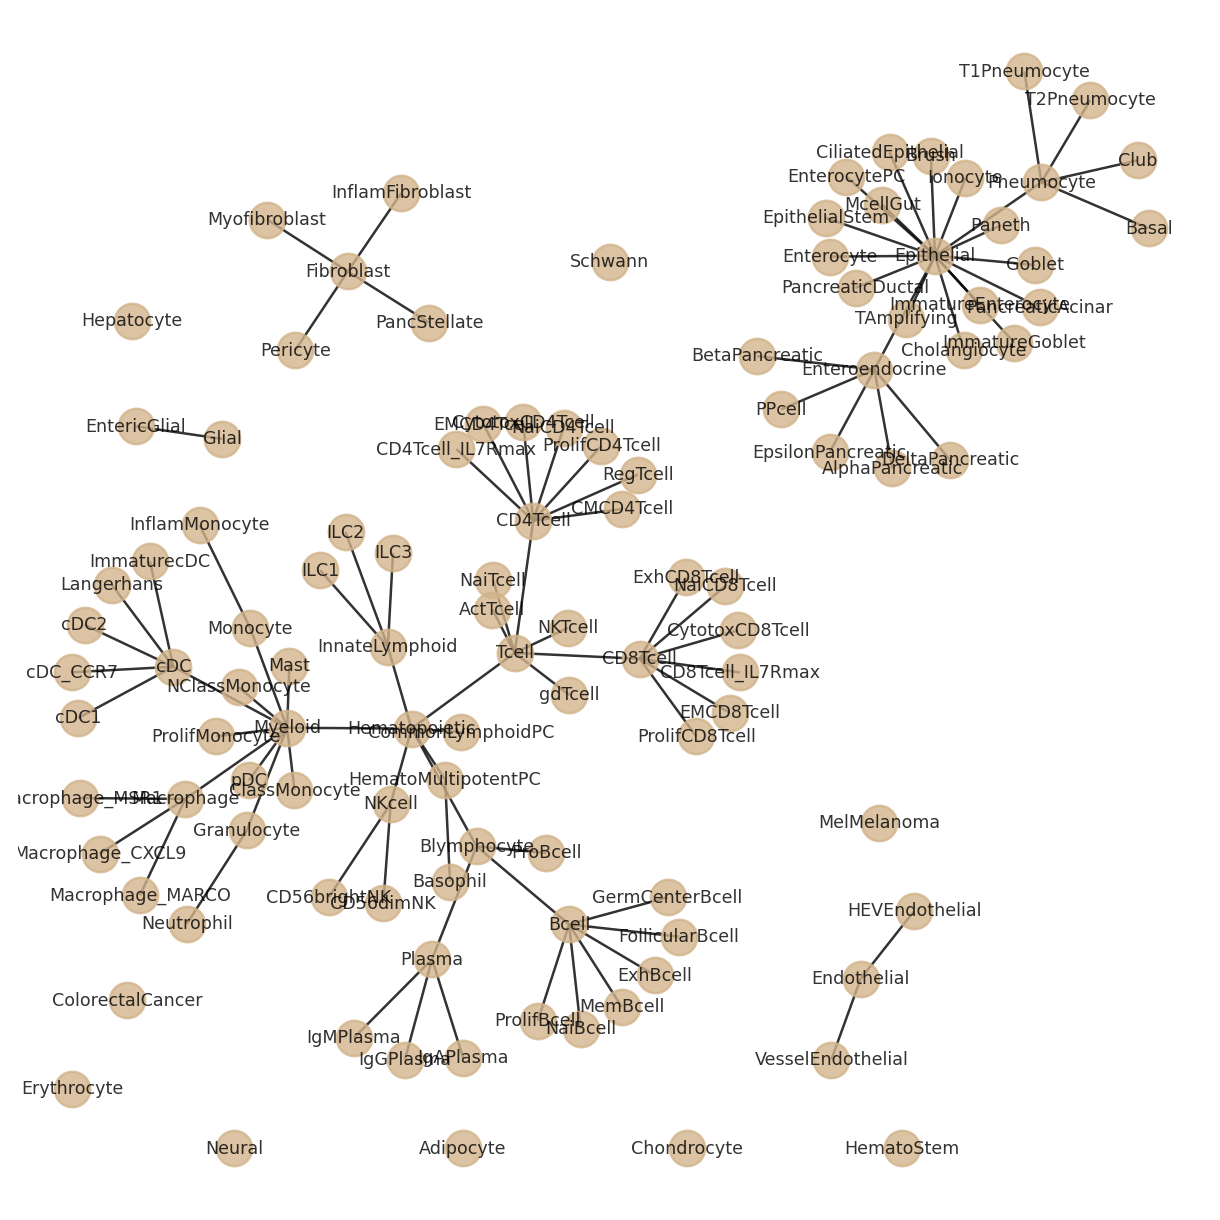 T1Pneumocyte
T2Pneumocyte
CiliatedEpithelial
Brush
Club
EnterocytePC
Ionocyte
Pneumocyte
InflamFibroblast
McellGut
Myofibroblast
EpithelialStem
Paneth
Basal
Enterocyte
Epithelial
Schwann
Goblet
Fibroblast
PancreaticDuctal
ImmatureEnterocyte
PancreaticAcinar
Hepatocyte
PancStellate
TAmplifying
ImmatureGoblet
Pericyte
Cholangiocyte
BetaPancreatic
Enteroendocrine
PPcell
EntericGlial
Glial
EMCD4Tcell
CytotoxCD4Tcell
NaiCD4Tcell
ProlifCD4Tcell
CD4Tcell_IL7Rmax
EpsilonPancreatic
DeltaPancreatic
AlphaPancreatic
RegTcell
CMCD4Tcell
CD4Tcell
InflamMonocyte
ILC2
ILC3
ImmaturecDC
ILC1
Langerhans
NaiTcell
ExhCD8Tcell
NaiCD8Tcell
ActTcell
cDC2
Monocyte
NKTcell
CytotoxCD8Tcell
InnateLymphoid
Tcell
CD8Tcell
cDC
Mast
cDC_CCR7
CD8Tcell_IL7Rmax
NClassMonocyte
gdTcell
cDC1
EMCD8Tcell
Myeloid
Hematopoietic
CommonLymphoidPC
ProlifMonocyte
ProlifCD8Tcell
pDC
HematoMultipotentPC
ClassMonocyte
acrophage_MSR1
Macrophage
NKcell
MelMelanoma
Granulocyte
Blymphocyte
ProBcell
Macrophage_CXCL9
Basophil
Macrophage_MARCO
CD56brightNK
CD56dimNK
GermCenterBcell
HEVEndothelial
Neutrophil
Bcell
FollicularBcell
Plasma
ExhBcell
Endothelial
ColorectalCancer
MemBcell
ProlifBcell
NaiBcell
IgMPlasma
IgGPlasma
IgAPlasma
VesselEndothelial
Erythrocyte
Neural
Adipocyte
Chondrocyte
HematoStem